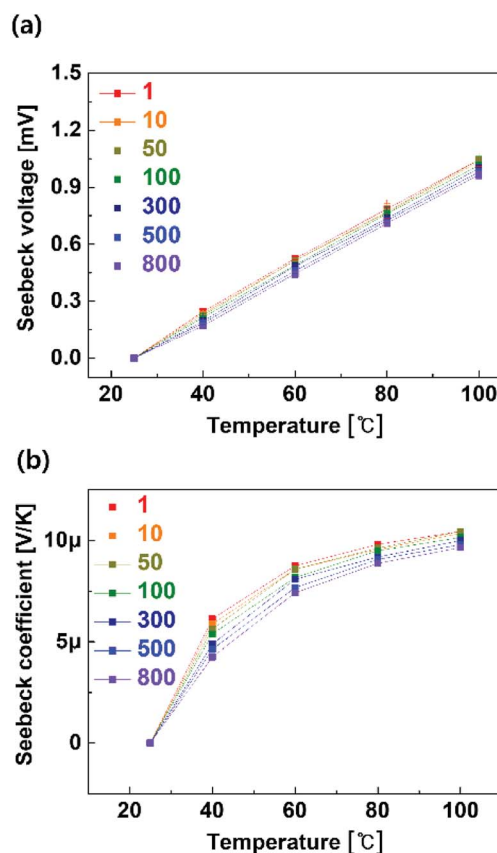 (a)
Seebeck voltage [mV]
1.5
1.2
0.9
0.6
0.3
0.0
1
10
50
100
300
500
800
20 40 60 80 100
Temperature [℃]
(b)
Seebeck coefficient [V/K]
10μ
5μ
0
1
10
50
100
300
500
800
20 40 60 80 100
Temperature [℃]